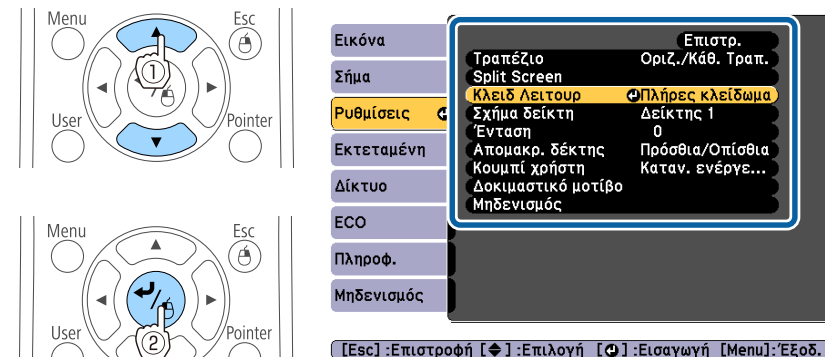 Menu
Esc
①
User
Pointer
Menu
Esc
User
Pointer
②
Εικόνα
Σήμα
Ρυθμίσεις
Εκτεταμένη
Δίκτυο
ECO
Πληροφ.
Μηδενισμός
Επιστρ.
Τραπέζιο Οριζ./Κάθ. Τραπ.
Split Screen
Κλειδ Λειτουρ Πλήρες κλείδωμα
Σχήμα δείκτη Δείκτης 1
Ένταση 0
Απομακρ. δέκτης Πρόσθια/Οπίσθια
Κουμπί χρήστη Καταν. ενέργε...
Δοκιμαστικό μοτίβο
Μηδενισμός
[Esc] :Επιστροφή [ ] :Επιλογή [ ] :Εισαγωγή [Menu]:Έξοδ.